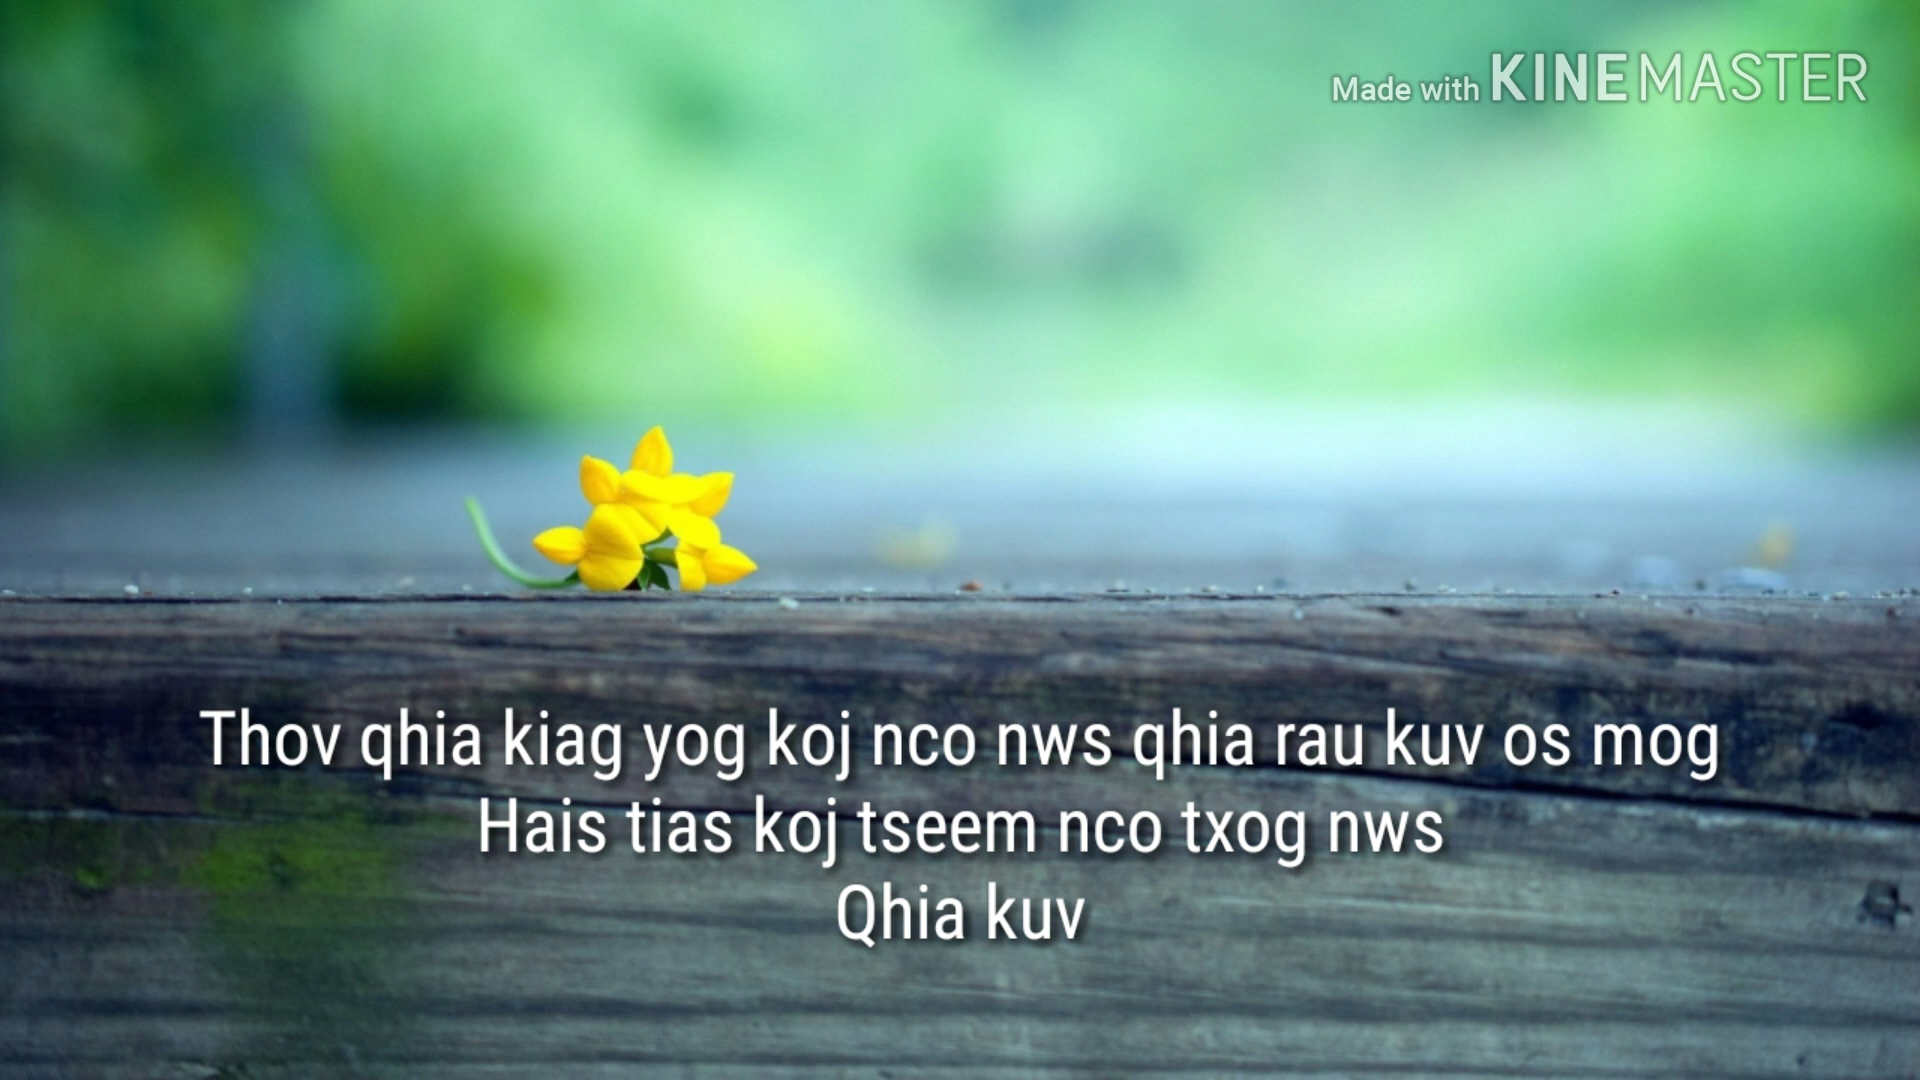 Made with KINEMASTER
Thov qhia kiag yog koj nco nws qhia rau kuv os mog
Hais tias koj tseem nco txog nws
Qhia kuv